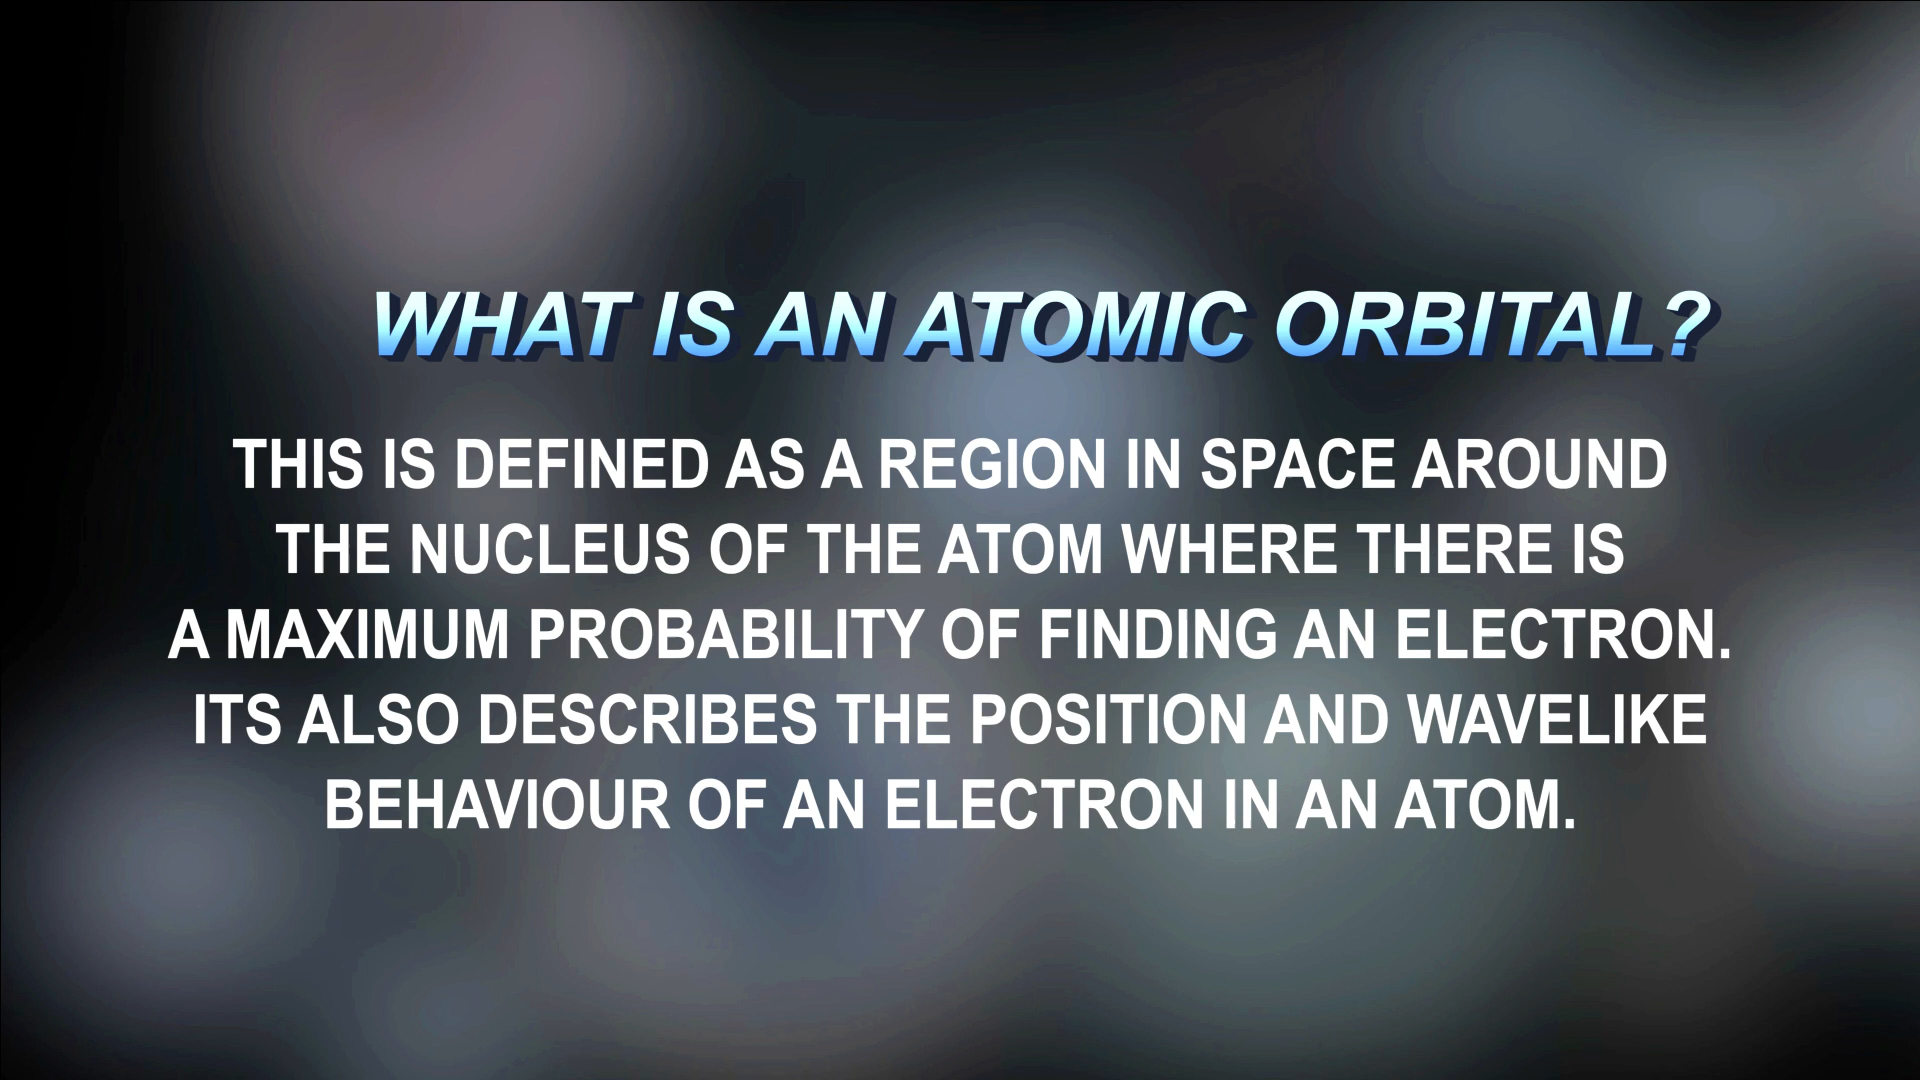 WHAT IS AN ATOMIC ORBITAL?
THIS IS DEFINED AS A REGION IN SPACE AROUND
THE NUCLEUS OF THE ATOM WHERE THERE IS
A MAXIMUM PROBABILITY OF FINDING AN ELECTRON.
ITS ALSO DESCRIBES THE POSITION AND WAVELIKE
BEHAVIOUR OF AN ELECTRON IN AN ATOM.